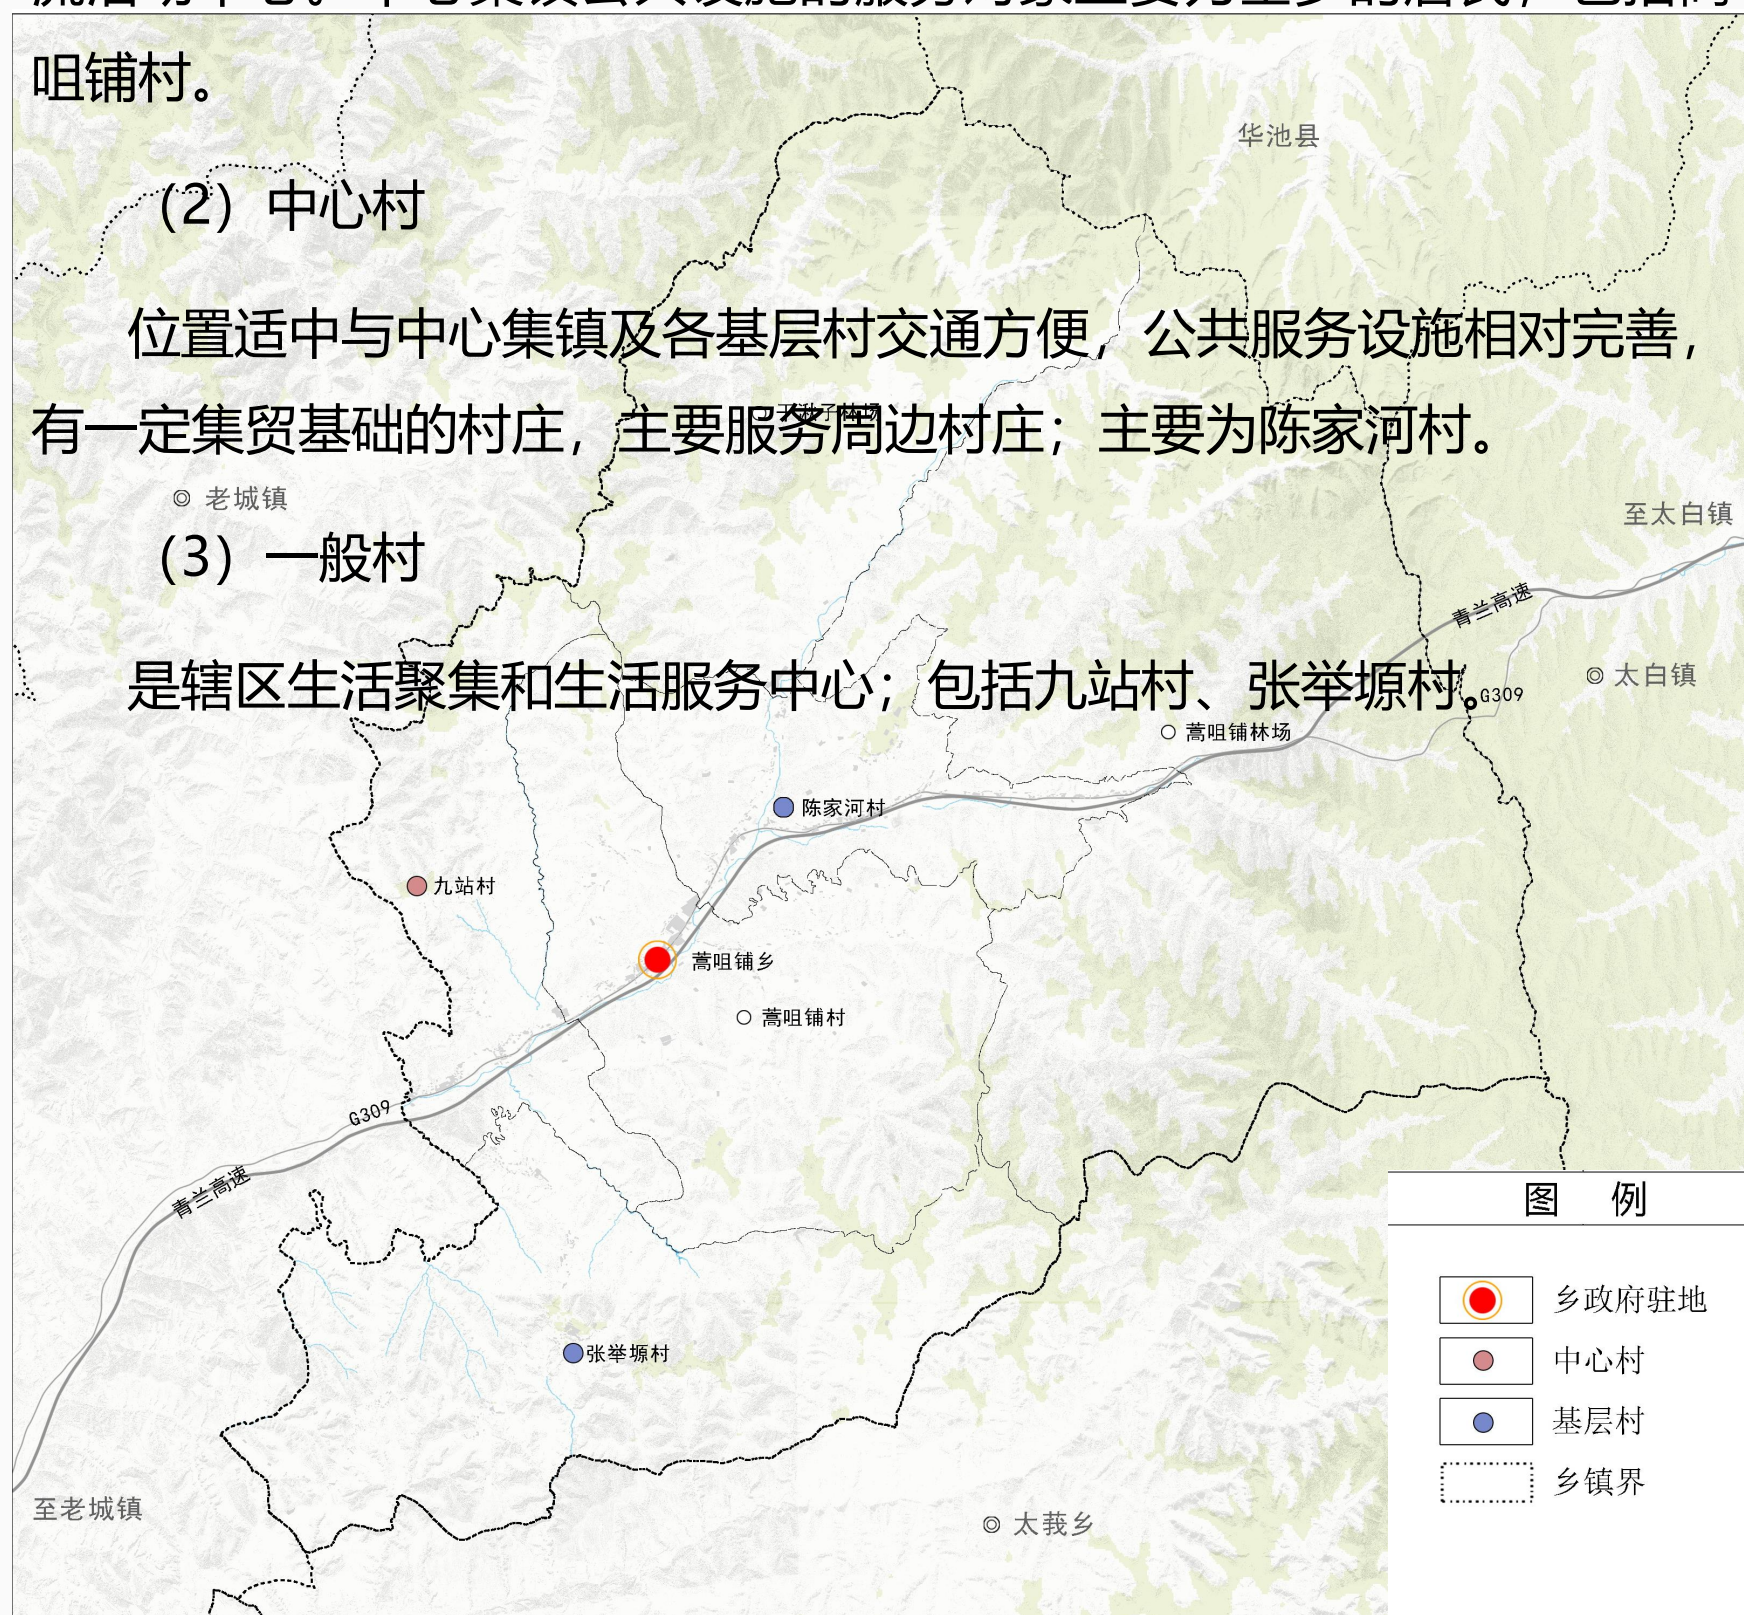 咀铺村。
（2）中心村
位置适中与中心集镇及各基层村交通方便，公共服务设施相对完善，
有一定集贸基础的村庄，主要服务周边村庄；主要为陈家河村。
（3）一般村
是辖区生活聚集和生活服务中心；包括九站村、张举塬村。
华池县
老城镇
至太白镇
青兰高速
太白镇
G309
蒿咀铺林场
陈家河村
九站村
蒿咀铺乡
蒿咀铺村
G309
青兰高速
张举塬村
至老城镇
太莪乡
图 例
乡政府驻地
中心村
基层村
乡镇界